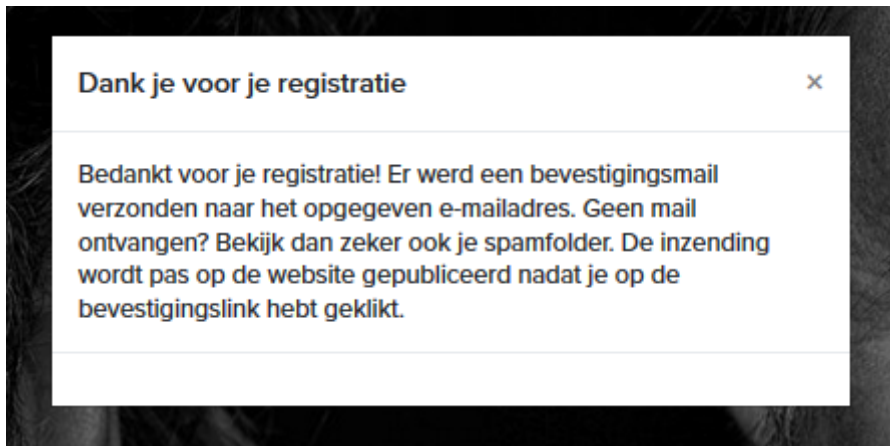 Dank je voor je registratie ×
Bedankt voor je registratie! Er werd een bevestigingsmail
verzonden naar het opgegeven e-mailadres. Geen mail
ontvangen? Bekijk dan zeker ook je spamfolder. De inzending
wordt pas op de website gepubliceerd nadat je op de
bevestigingslink hebt geklikt.